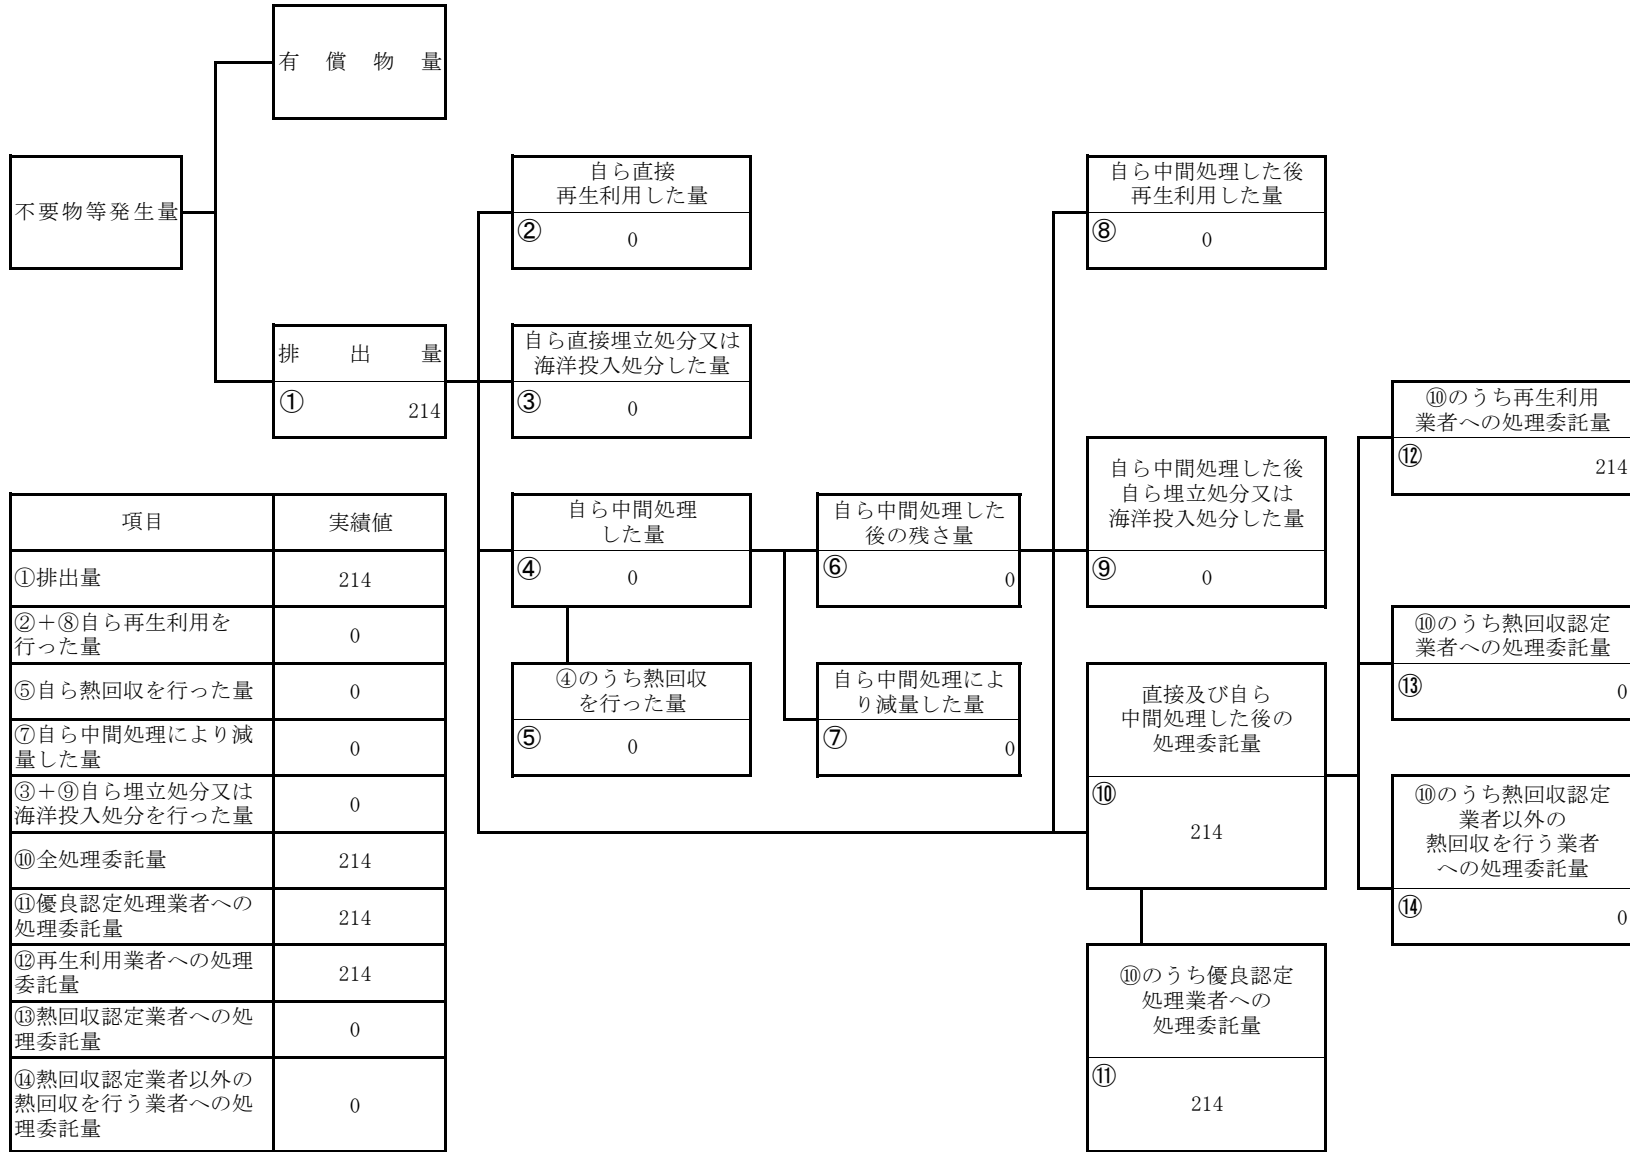 有償物量
不要物等発生量
排出量
①
214
自ら直接
再生利用した量
②
0
自ら直接埋立処分又は
海洋投入処分した量
③
0
自ら中間処理
した量
④
0
④のうち熱回収
を行った量
⑤
0
自ら中間処理した
後の残さ量
⑥
0
自ら中間処理によ
り減量した量
⑦
0
自ら中間処理した後
再生利用した量
⑧
0
自ら中間処理した後
自ら埋立処分又は
海洋投入処分した量
⑨
0
直接及び自ら
中間処理した後の
処理委託量
⑩
214
⑩のうち優良認定
処理業者への
処理委託量
⑪
214
⑩のうち再生利用
業者への処理委託量
⑫
214
⑩のうち熱回収認定
業者への処理委託量
⑬
0
⑩のうち熱回収認定
業者以外の
熱回収を行う業者
への処理委託量
⑭
0
項目 実績値
①排出量 214
②＋⑧自ら再生利用を
行った量 0
⑤自ら熱回収を行った量 0
⑦自ら中間処理により減
量した量 0
③＋⑨自ら埋立処分又は
海洋投入処分を行った量 0
⑩全処理委託量 214
⑪優良認定処理業者への
処理委託量 214
⑫再生利用業者への処理
委託量 214
⑬熱回収認定業者への処
理委託量 0
⑭熱回収認定業者以外の
熱回収を行う業者への処
理委託量 0